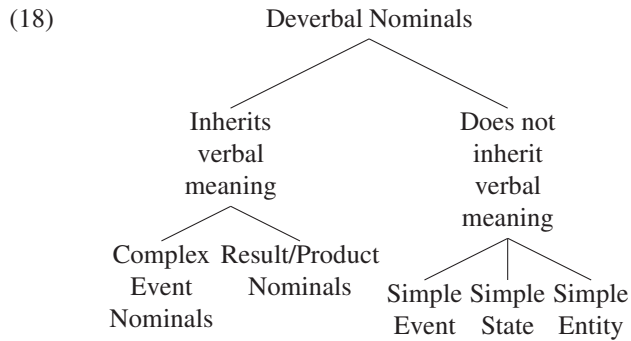 (18) Deverbal Nominals
Inherits
verbal
meaning
Does not
inherit
verbal
meaning
Complex
Event
Nominals
Result/Product
Nominals
Simple
Event
Simple
State
Simple
Entity